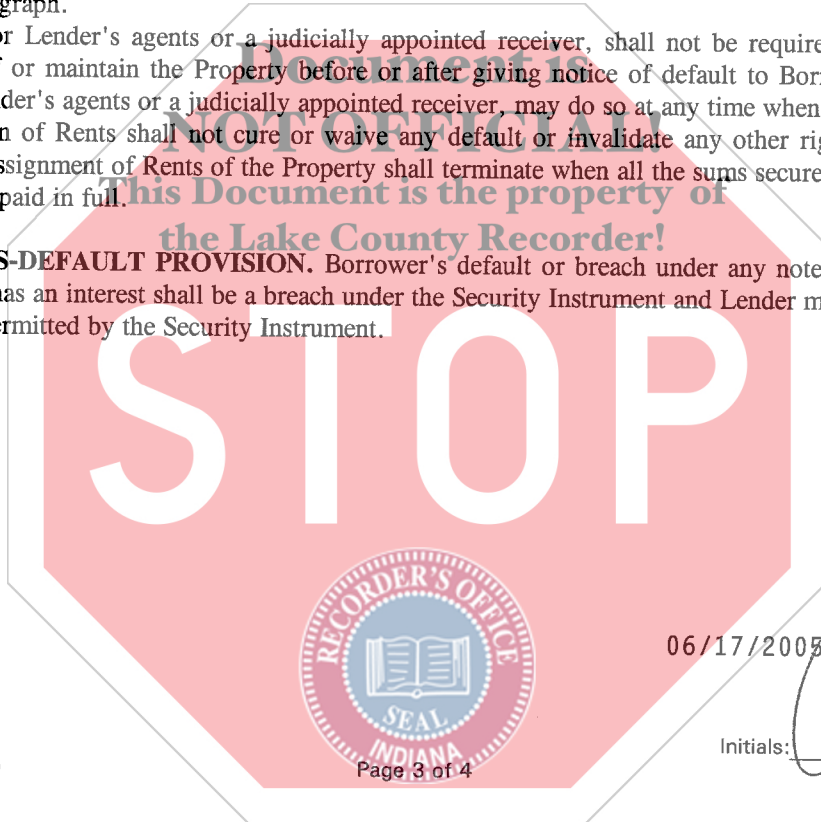 graph.
or Lender's agents or a judicially appointed receiver, shall not be require
Document is
f or maintain the Property before or after giving notice of default to Bor
der's agents or a judicially appointed receiver, may do so at any time when
NOT OFFICIAL!
n of Rents shall not cure or waive any default or invalidate any other rig
ssignment of Rents of the Property shall terminate when all the sums secure
paid in full.
This Document is the property of
the Lake County Recorder!
S-DEFAULT PROVISION. Borrower's default or breach under any note
has an interest shall be a breach under the Security Instrument and Lender m
ermitted by the Security Instrument.
STOP
RECORDER'S OFFICE
SEAL
INDIANA
06/17/2005
Initials:
Page 3 of 4